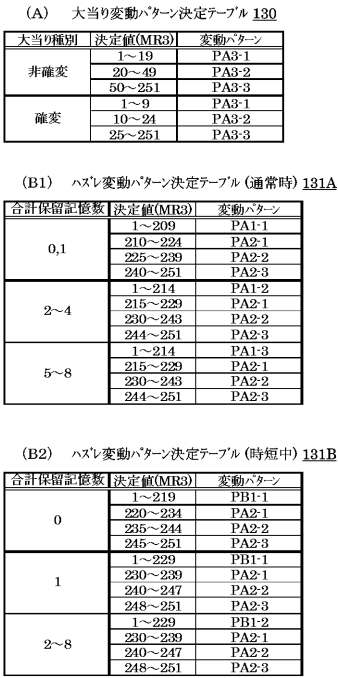 (A) 大当り変動パターン決定テーブル 130
大当り種別 決定値(MR3) 変動パターン
非確変 1～19 PA3-1
20～49 PA3-2
50～251 PA3-3
確変 1～9 PA3-1
10～24 PA3-2
25～251 PA3-3
(B1) ハズレ変動パターン決定テーブル (通常時) 131A
合計保留記憶数 決定値(MR3) 変動パターン
0,1 1～209 PA1-1
210～224 PA2-1
225～239 PA2-2
240～251 PA2-3
2～4 1～214 PA1-2
215～229 PA2-1
230～243 PA2-2
244～251 PA2-3
5～8 1～214 PA1-3
215～229 PA2-1
230～243 PA2-2
244～251 PA2-3
(B2) ハズレ変動パターン決定テーブル (時短中) 131B
合計保留記憶数 決定値(MR3) 変動パターン
0 1～219 PB1-1
220～234 PA2-1
235～244 PA2-2
245～251 PA2-3
1 1～229 PB1-1
230～239 PA2-1
240～247 PA2-2
248～251 PA2-3
2～8 1～229 PB1-2
230～239 PA2-1
240～247 PA2-2
248～251 PA2-3